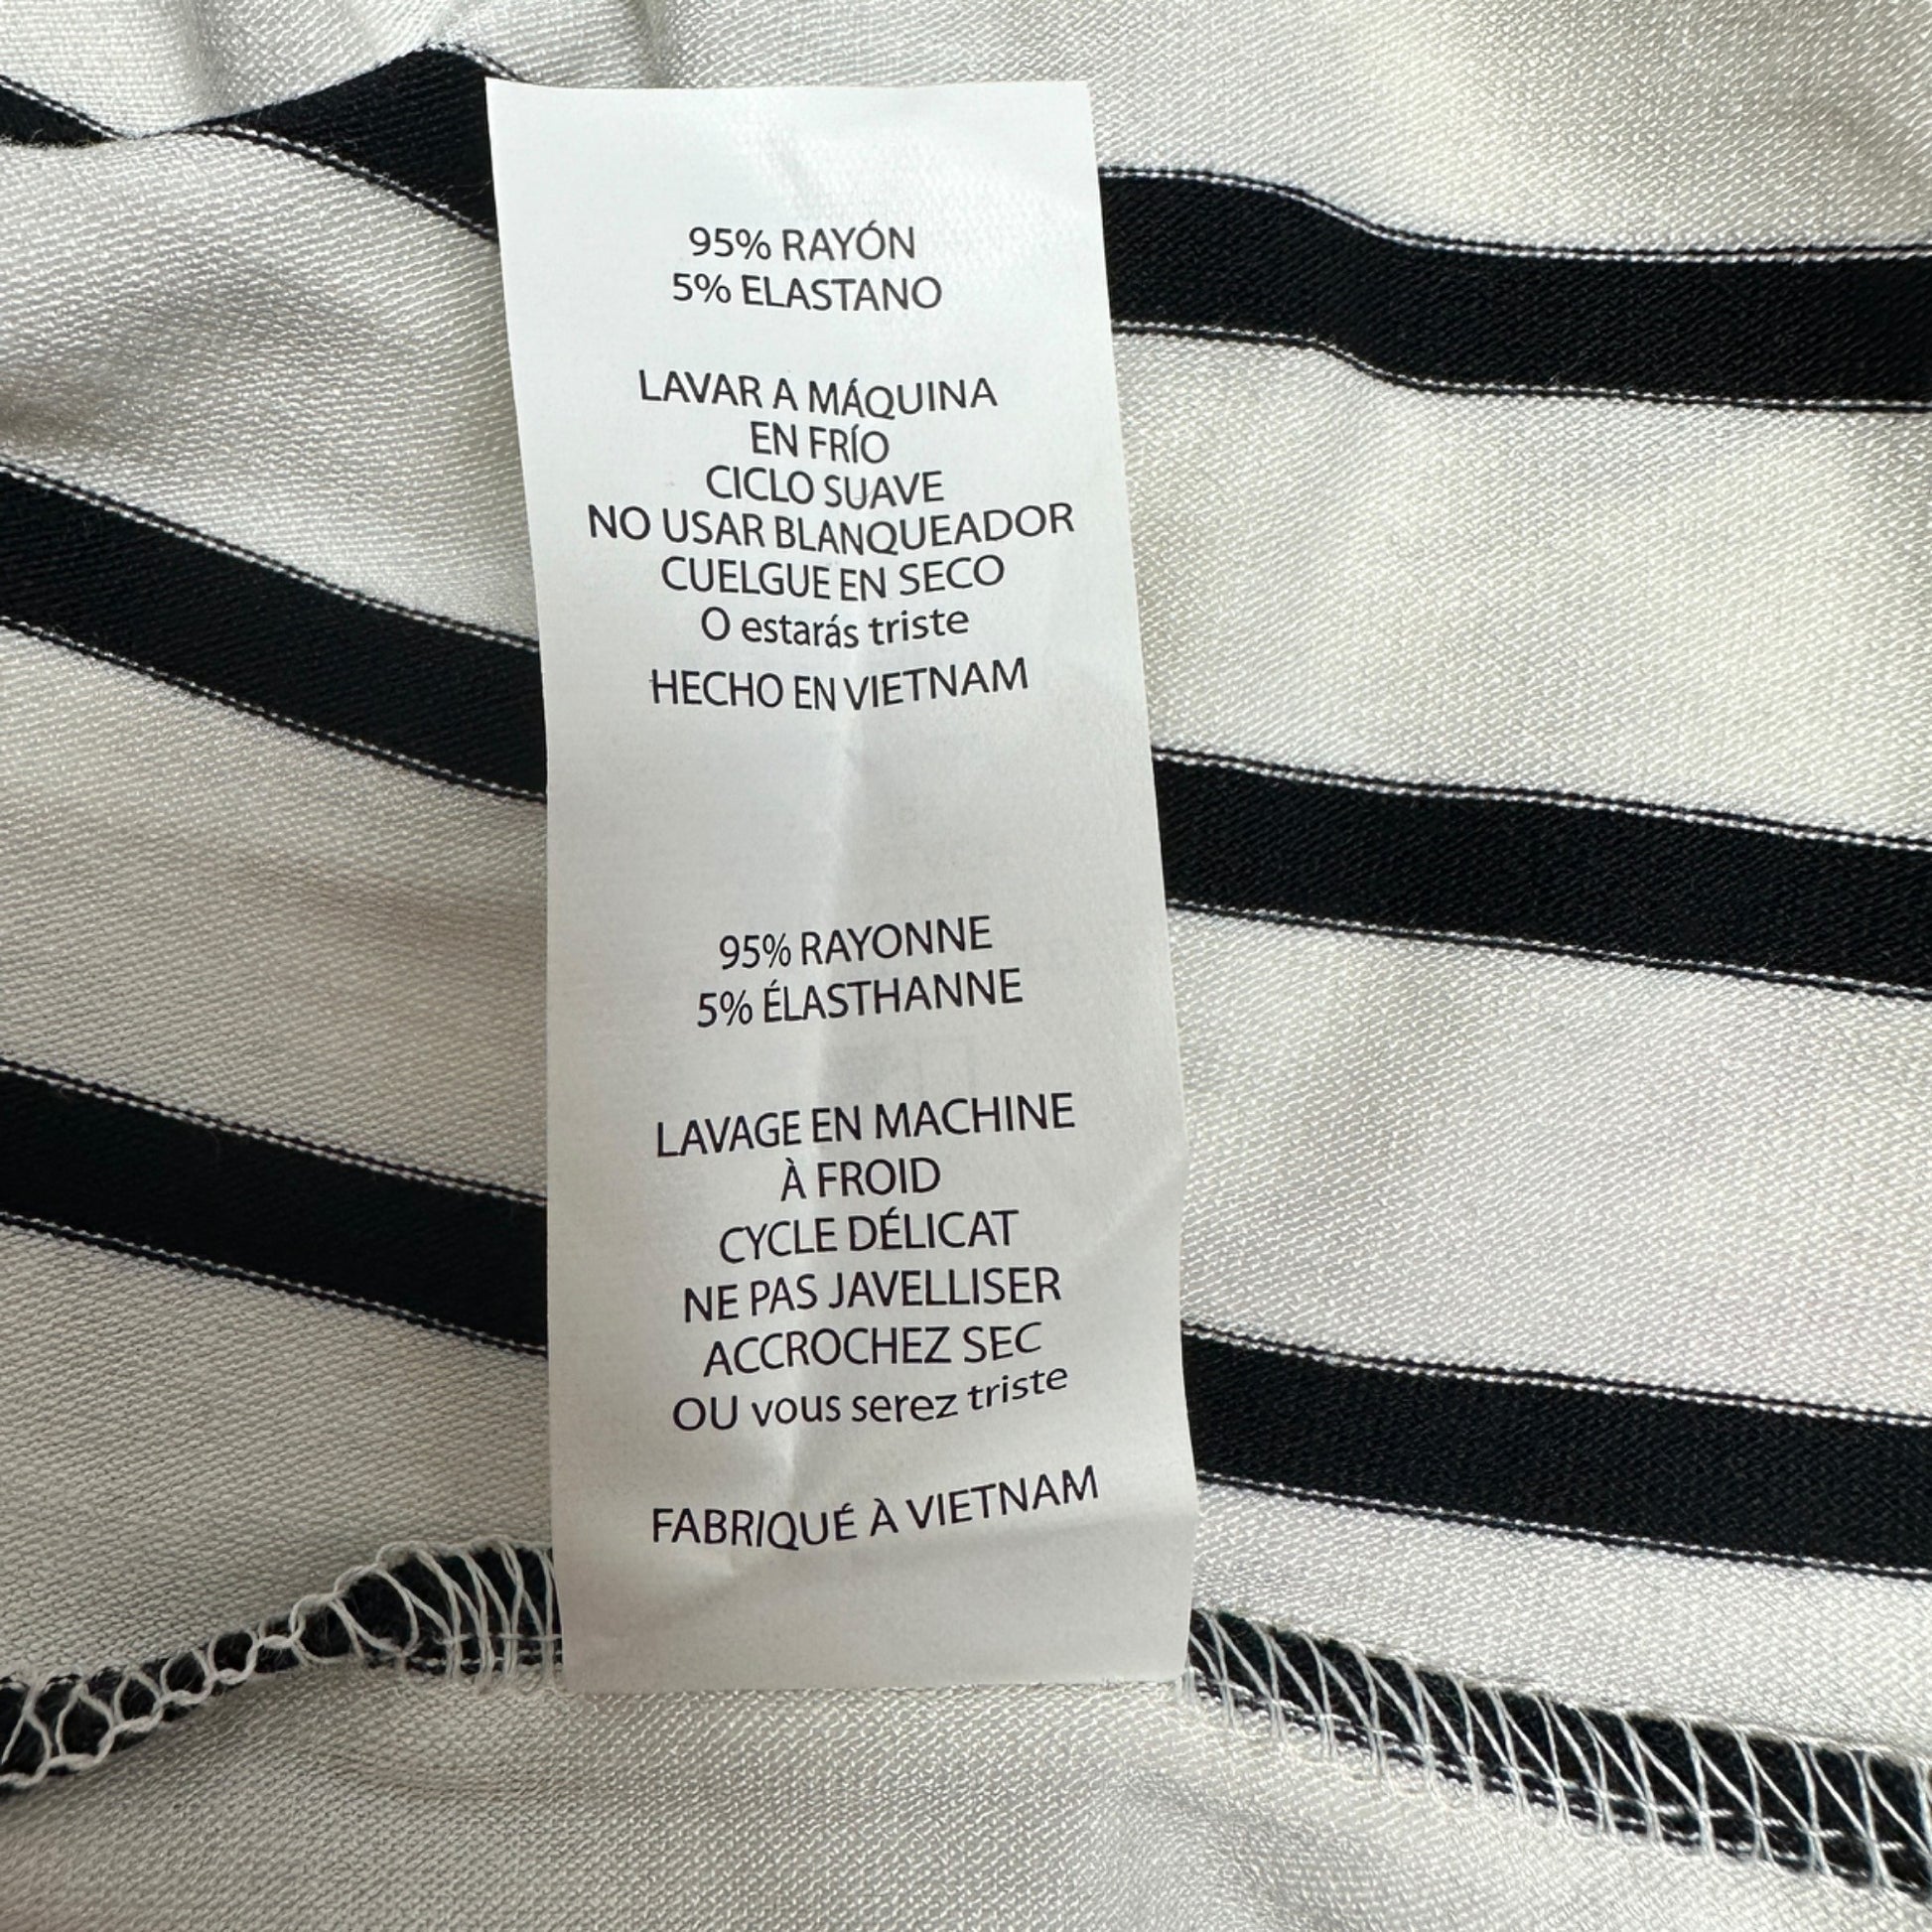 95% RAYÓN
5% ELASTANO
LAVAR A MÁQUINA
EN FRÍO
CICLO SUAVE
NO USAR BLANQUEADOR
CUELGUE EN SECO
O estarás triste
HECHO EN VIETNAM
95% RAYONNE
5% ÉLASTHANNE
LAVAGE EN MACHINE
À FROID
CYCLE DÉLICAT
NE PAS JAVELLISER
ACCROCHEZ SEC
OU vous serez triste
FABRIQUÉ À VIETNAM